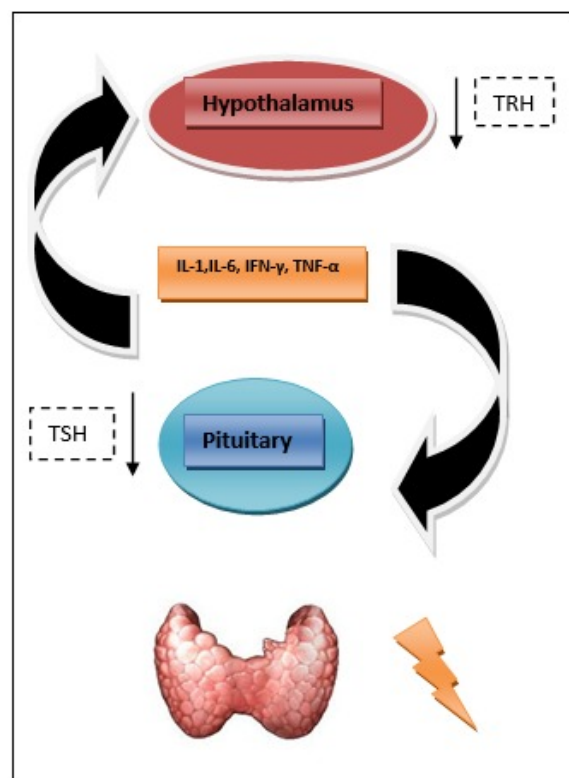 Hypothalamus
TRH
IL-1,IL-6, IFN-γ, TNF-α
TSH
Pituitary